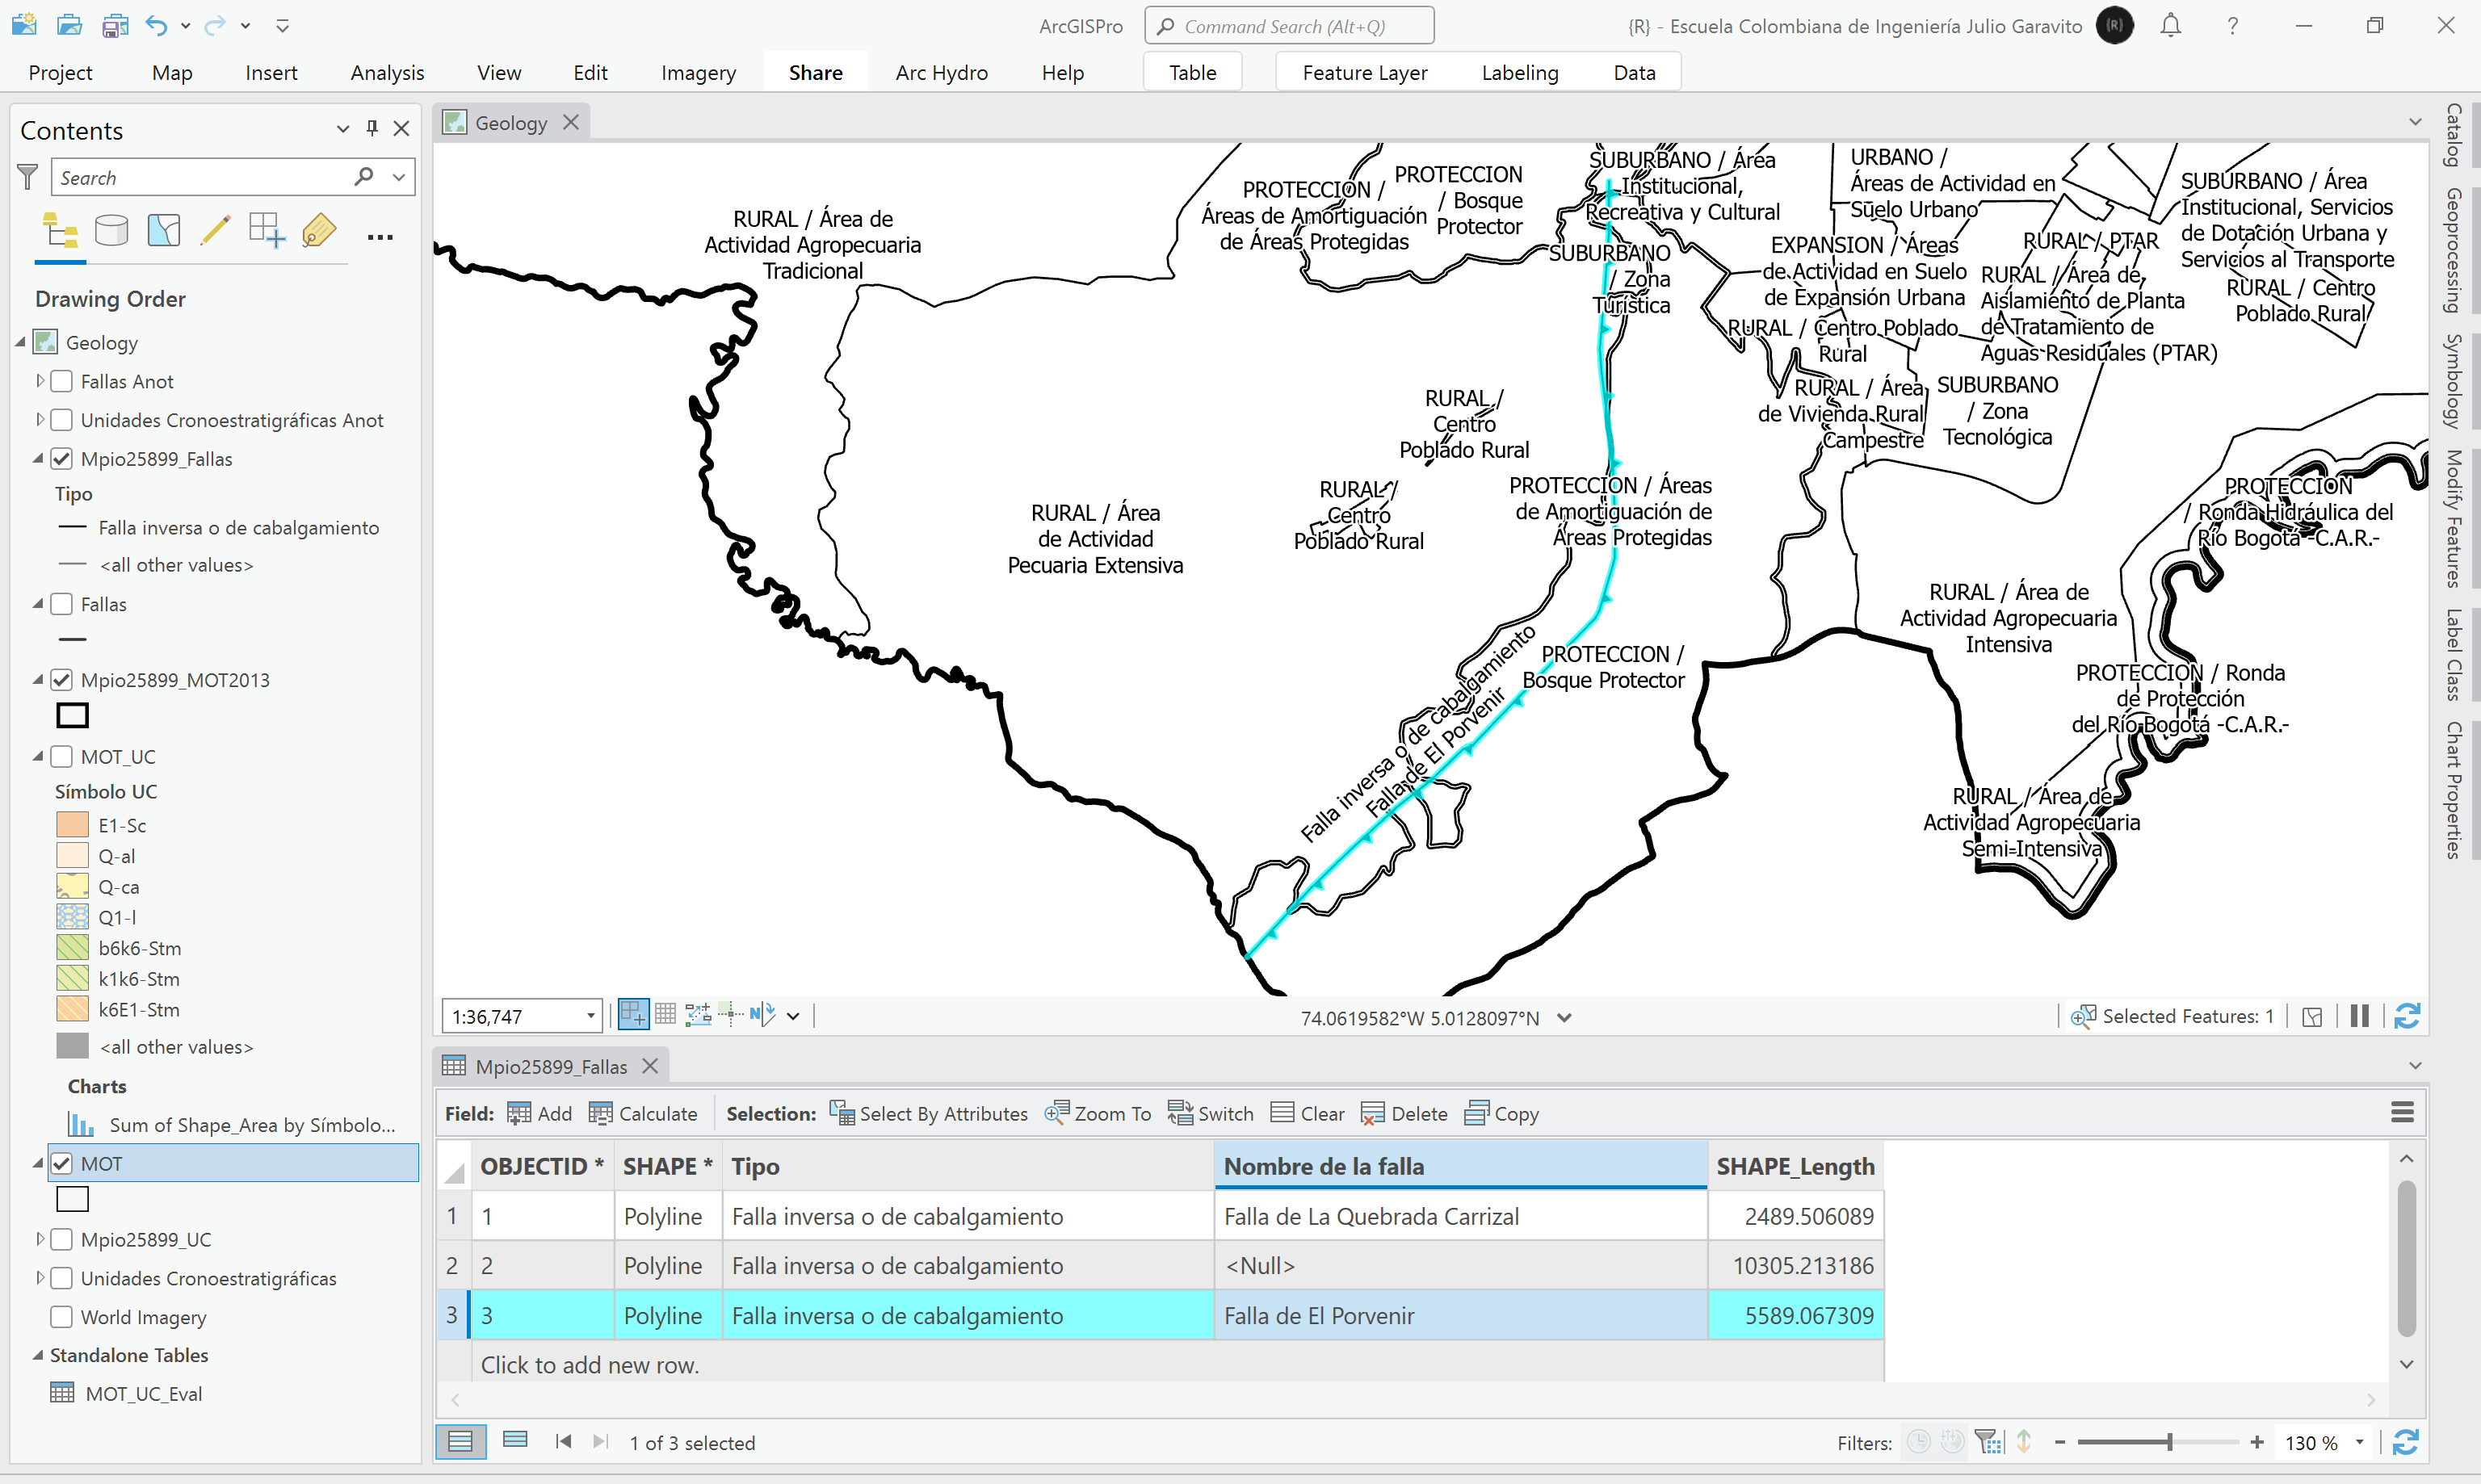 ArcGISPro
Command Search (Alt+Q)
{R} - Escuela Colombiana de Ingeniería Julio Garavito
{R}
?
Project
Map
Insert
Analysis
View
Edit
Imagery
Share
Arc Hydro
Help
Table
Feature Layer
Labeling
Data
Contents
Search
Drawing Order
Geology
Fallas Anot
Unidades Cronoestratigráficas Anot
Mpio25899_Fallas
Tipo
Falla inversa o de cabalgamiento
<all other values>
Fallas
Mpio25899_MOT2013
MOT_UC
Símbolo UC
E1-Sc
Q-al
Q-ca
Q1-l
b6k6-Stm
k1k6-Stm
k6E1-Stm
<all other values>
Charts
Sum of Shape_Area by Símbolo...
MOT
Mpio25899_UC
Unidades Cronoestratigráficas
World Imagery
Standalone Tables
MOT_UC_Eval
Geology
RURAL / Área de
Actividad Agropecuaria
Tradicional
PROTECCION /
Áreas de Amortiguación
de Áreas Protegidas
PROTECCION
/ Bosque
Protector
SUBURBANO / Área
Institucional,
Recreativa y Cultural
URBANO /
Áreas de Actividad en
Suelo Urbano
SUBURBANO / Área
Institucional, Servicios
de Dotación Urbana y
Servicios al Transporte
SUBURBANO
/ Zona
Turística
EXPANSION / Áreas
de Actividad en Suelo
de Expansión Urbana
RURAL / PTAR
RURAL / Área de
Aislamiento de Planta
de Tratamiento de
Aguas Residuales (PTAR)
RURAL / Centro
Poblado Rural
RURAL / Centro Poblado
Rural
RURAL / Área
de Vivienda Rural
Campestre
SUBURBANO
/ Zona
Tecnológica
RURAL /
Centro
Poblado Rural
RURAL /
Centro
Poblado Rural
RURAL / Área
de Actividad
Pecuaria Extensiva
PROTECCION / Áreas
de Amortiguación de
Áreas Protegidas
PROTECCION
/ Ronda Hidráulica del
Río Bogotá -C.A.R.-
RURAL / Área de
Actividad Agropecuaria
Intensiva
PROTECCION /
Bosque Protector
PROTECCION / Ronda
de Protección
del Río Bogotá -C.A.R.-
Falla inversa o de cabalgamiento
Falla de El Porvenir
RURAL / Área de
Actividad Agropecuaria
Semi-Intensiva
Catalog
Geoprocessing
Symbology
Modify Features
Label Class
Chart Properties
1:36,747
N
74.0619582°W 5.0128097°N
Selected Features: 1
Mpio25899_Fallas
Field:
Add
Calculate
Selection:
Select By Attributes
Zoom To
Switch
Clear
Delete
Copy
OBJECTID * SHAPE * Tipo Nombre de la falla SHAPE_Length
1 1 Polyline Falla inversa o de cabalgamiento Falla de La Quebrada Carrizal 2489.506089
2 2 Polyline Falla inversa o de cabalgamiento <Null> 10305.213186
3 3 Polyline Falla inversa o de cabalgamiento Falla de El Porvenir 5589.067309
Click to add new row.
1 of 3 selected
Filters:
130 %